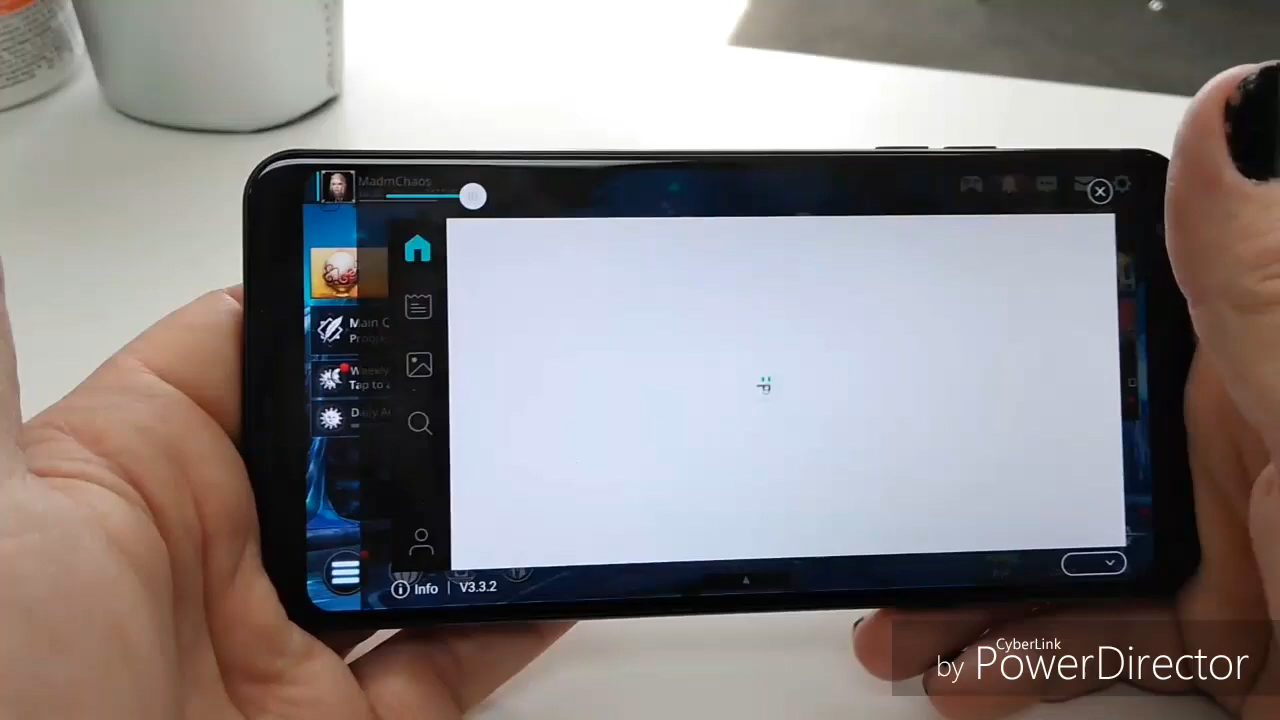 MadmChaos
Main Q
Weekly
Tap to a
Daily A
Info | V3.3.2
CyberLink
by PowerDirector